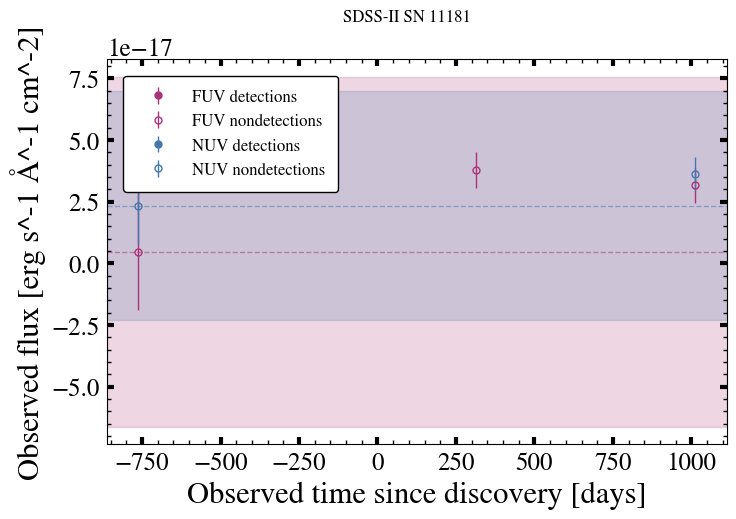 SDSS-II SN 11181
1e−17
Observed flux [erg s^-1 Å^-1 cm^-2]
7.5
5.0
2.5
0.0
−2.5
−5.0
FUV detections
FUV nondetections
NUV detections
NUV nondetections
−750
−500
−250
0
250
500
750
1000
Observed time since discovery [days]